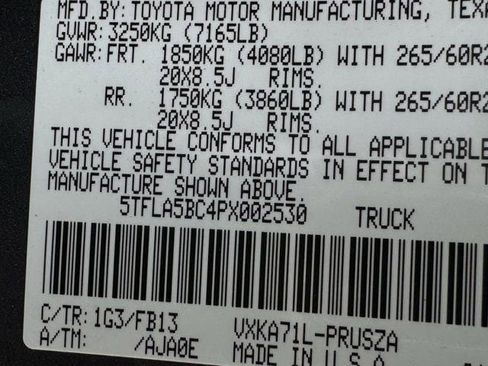 MFD.BY:TOYOTA MOTOR MANUFACTURING,
GVWR:3250KG (7165LB)
GAWR:FRT. 1850KG (4080LB) WITH 265/60R2
20X8.5J RIMS.
RR. 1750KG (3860LB) WITH 265/60R2
20X8.5J RIMS.
THIS VEHICLE CONFORMS TO ALL APPLICABLE
VEHICLE SAFETY STANDARDS IN EFFECT ON T
MANUFACTURE SHOWN ABOVE.
5TFLA5BC4PX002530 TRUCK
C/TR:1G3/FB13 VXKA71L-PRUSZA
A/TM: /AJA0E MADE IN U.S.A